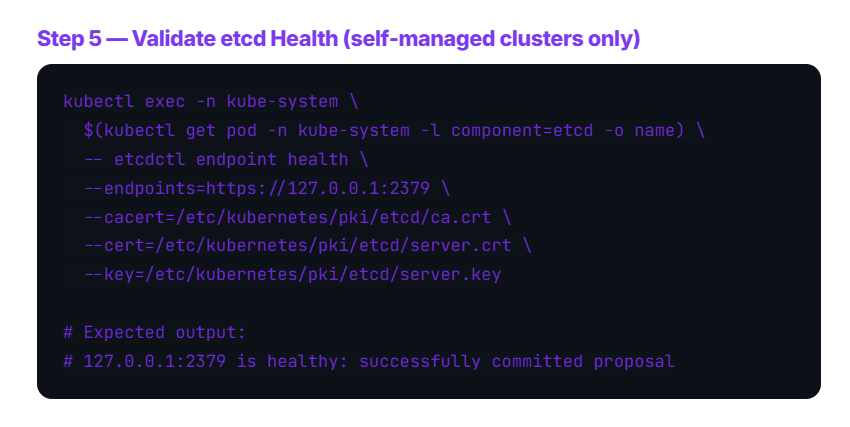 Step 5 — Validate etcd Health (self-managed clusters only)
kubectl exec -n kube-system \
$(kubectl get pod -n kube-system -l component=etcd -o name) \
-- etcdctl endpoint health \
--endpoints=https://127.0.0.1:2379 \
--cacert=/etc/kubernetes/pki/etcd/ca.crt \
--cert=/etc/kubernetes/pki/etcd/server.crt \
--key=/etc/kubernetes/pki/etcd/server.key
# Expected output:
# 127.0.0.1:2379 is healthy: successfully committed proposal